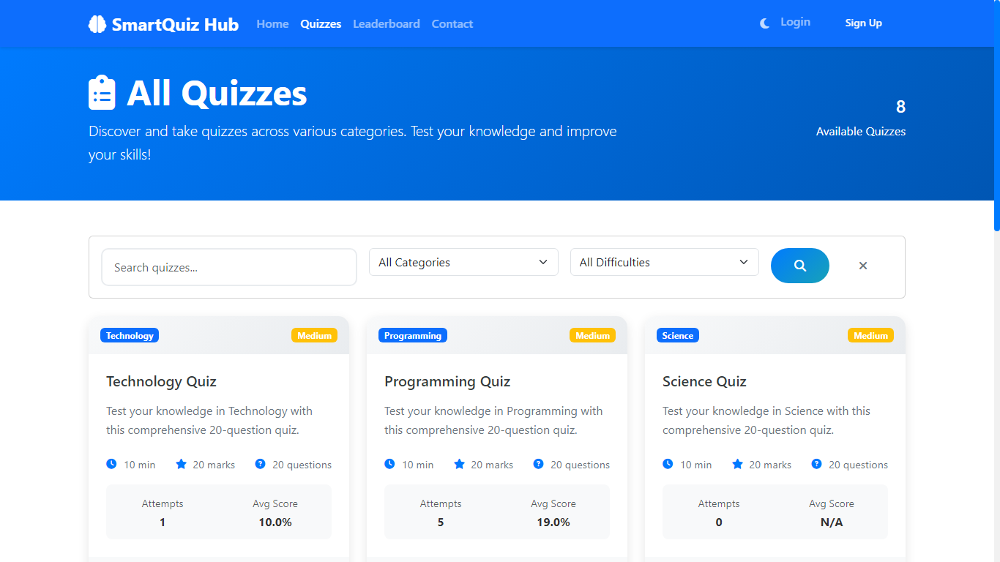 SmartQuiz Hub Home Quizzes Leaderboard Contact Login Sign Up
All Quizzes
Discover and take quizzes across various categories. Test your knowledge and improve
your skills!
8
Available Quizzes
Search quizzes... All Categories All Difficulties
Technology Medium
Technology Quiz
Test your knowledge in Technology with
this comprehensive 20-question quiz.
10 min 20 marks 20 questions
Attempts Avg Score
1 10.0%
Programming Medium
Programming Quiz
Test your knowledge in Programming with
this comprehensive 20-question quiz.
10 min 20 marks 20 questions
Attempts Avg Score
5 19.0%
Science Medium
Science Quiz
Test your knowledge in Science with this
comprehensive 20-question quiz.
10 min 20 marks 20 questions
Attempts Avg Score
0 N/A